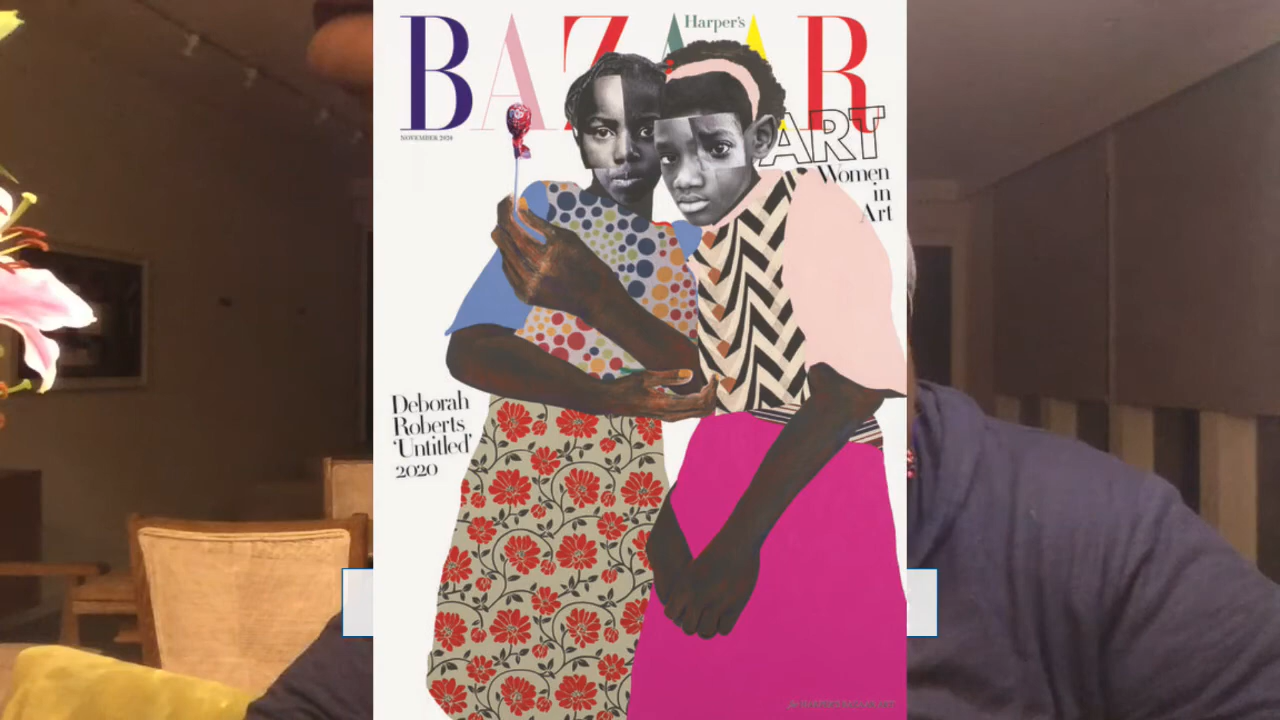 Harper's
BAZAAR
NOVEMBER 2020
ART
Women
in
Art
Deborah
Roberts
'Untitled'
2020